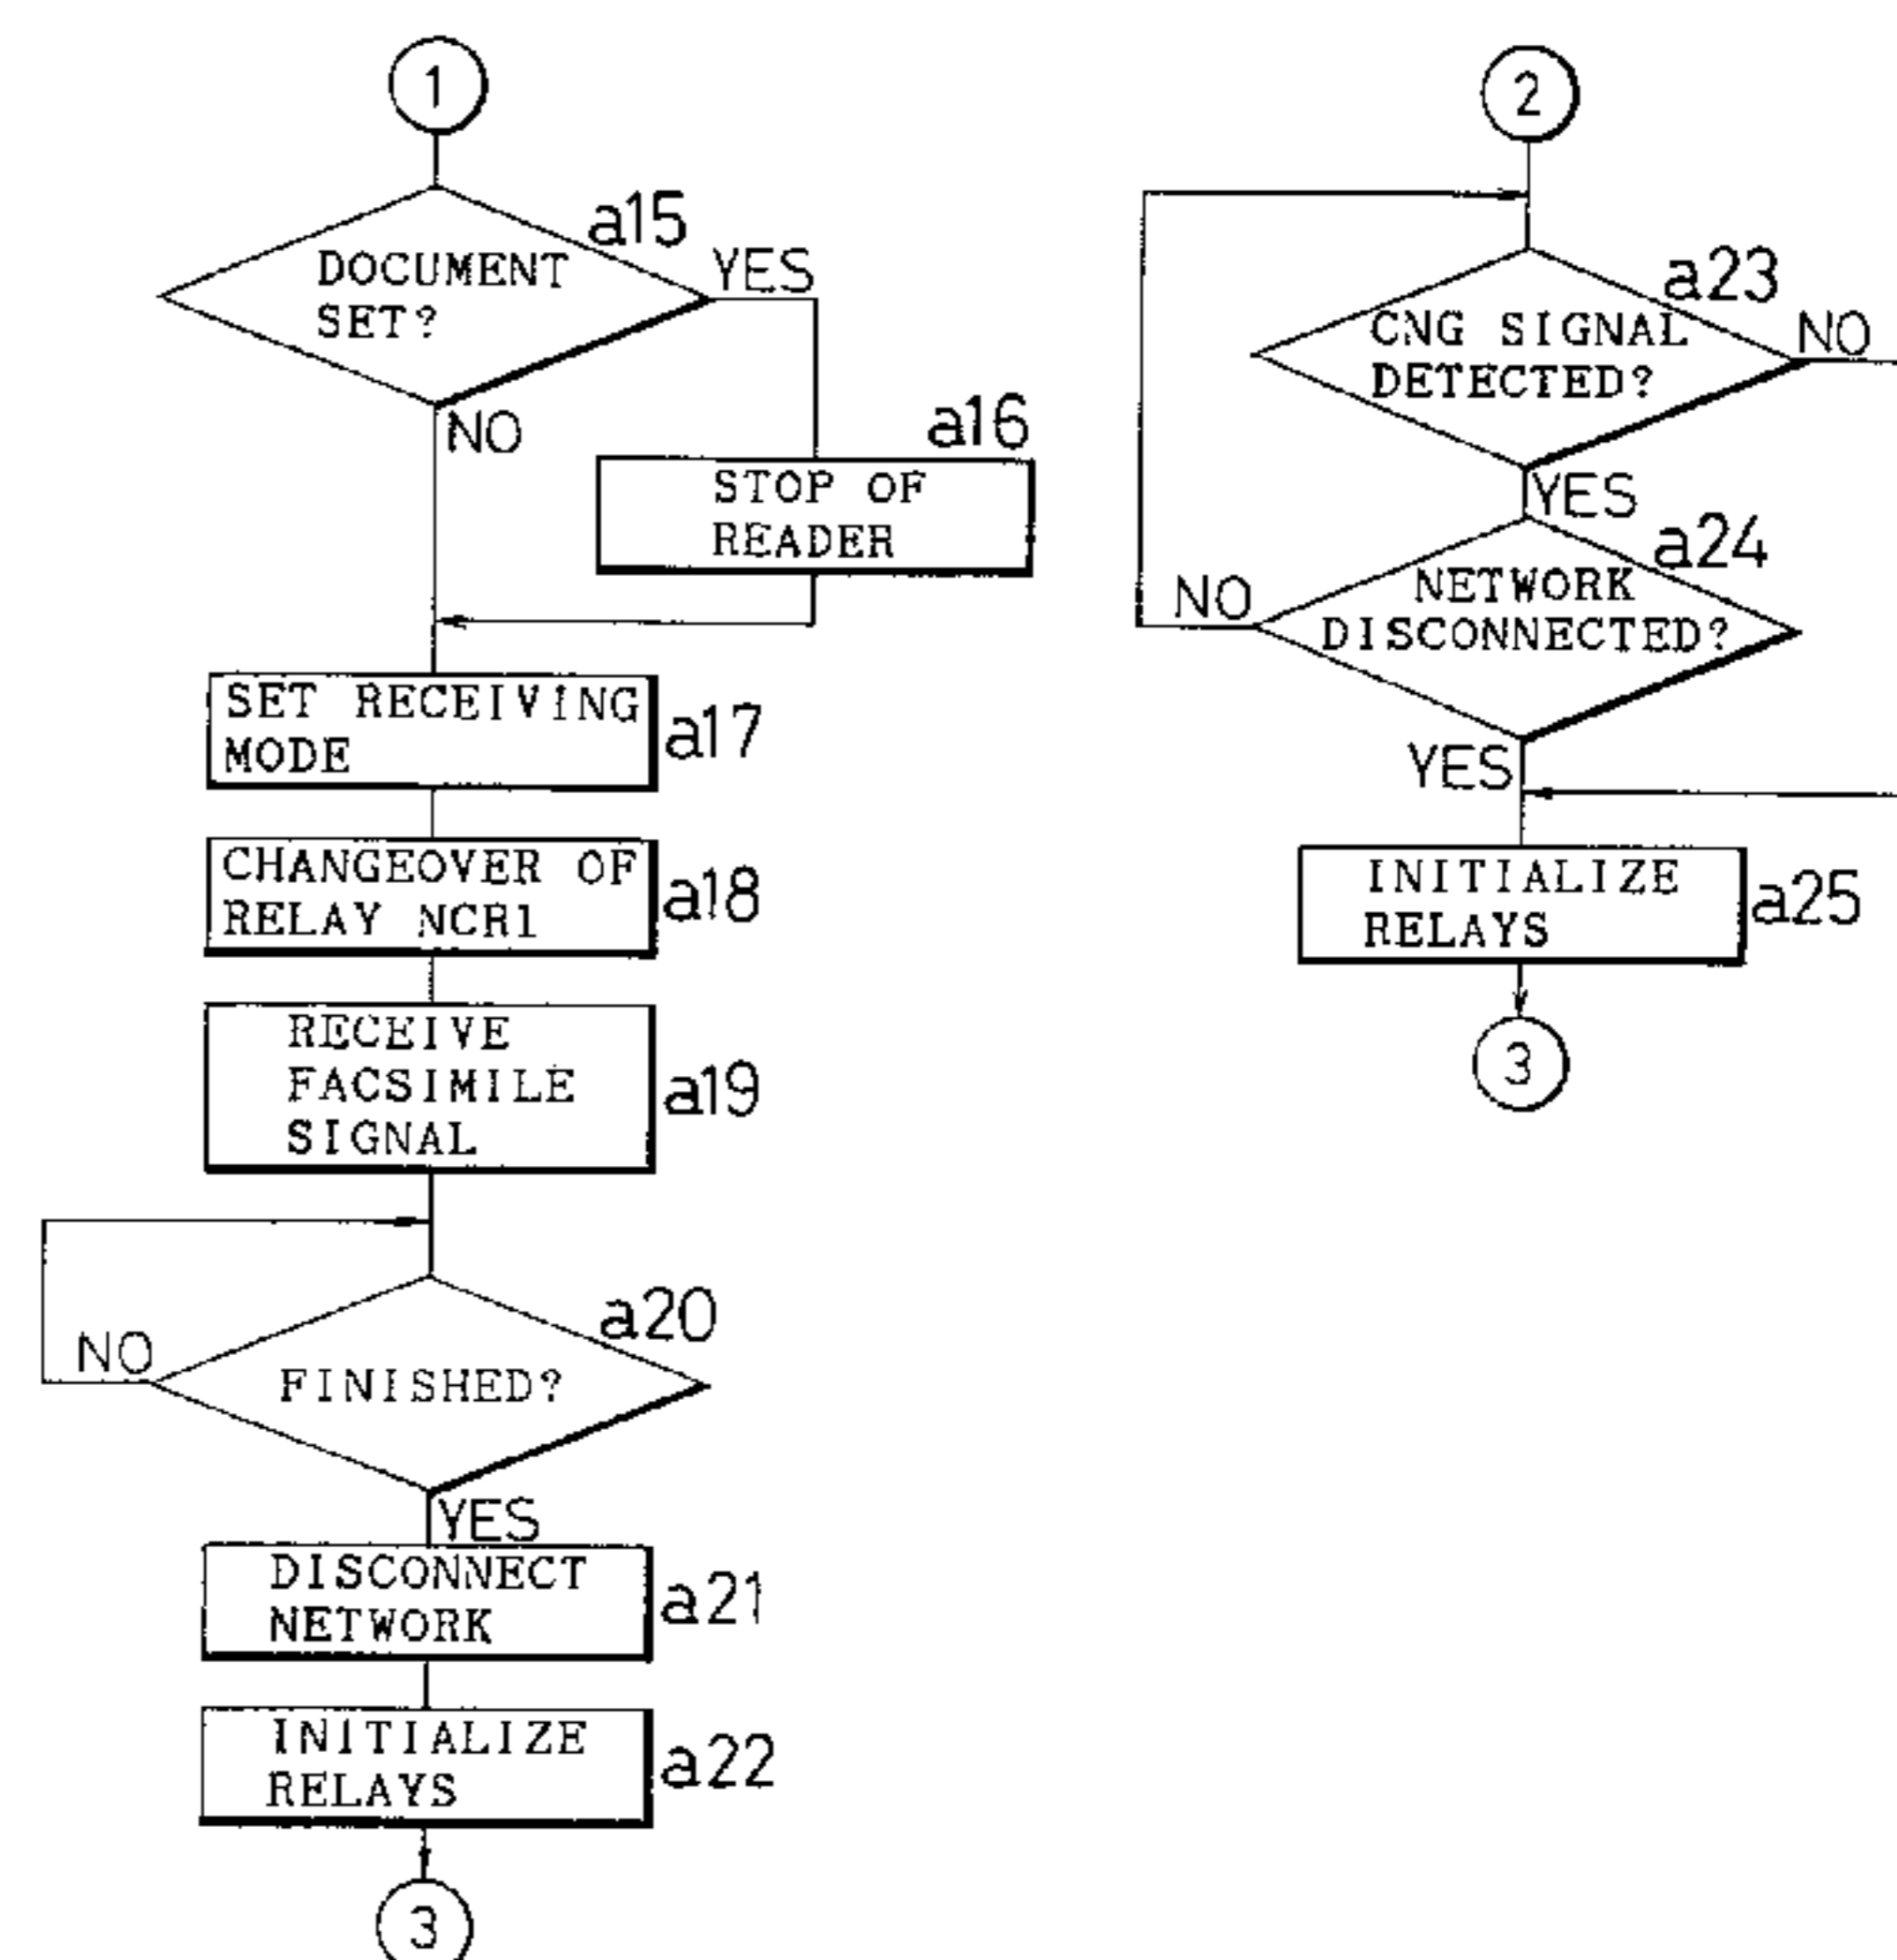 1
a15
DOCUMENT
SET?
YES
NO
a16
STOP OF
READER
SET RECEIVING
MODE
a17
CHANGEOVER OF
RELAY NCR1
a18
RECEIVE
FACSIMILE
SIGNAL
a19
a20
NO
FINISHED?
YES
DISCONNECT
NETWORK
a21
INITIALIZE
RELAYS
a22
3
2
a23
CNG SIGNAL
DETECTED?
NO
YES
a24
NETWORK
DISCONNECTED?
NO
YES
INITIALIZE
RELAYS
a25
3